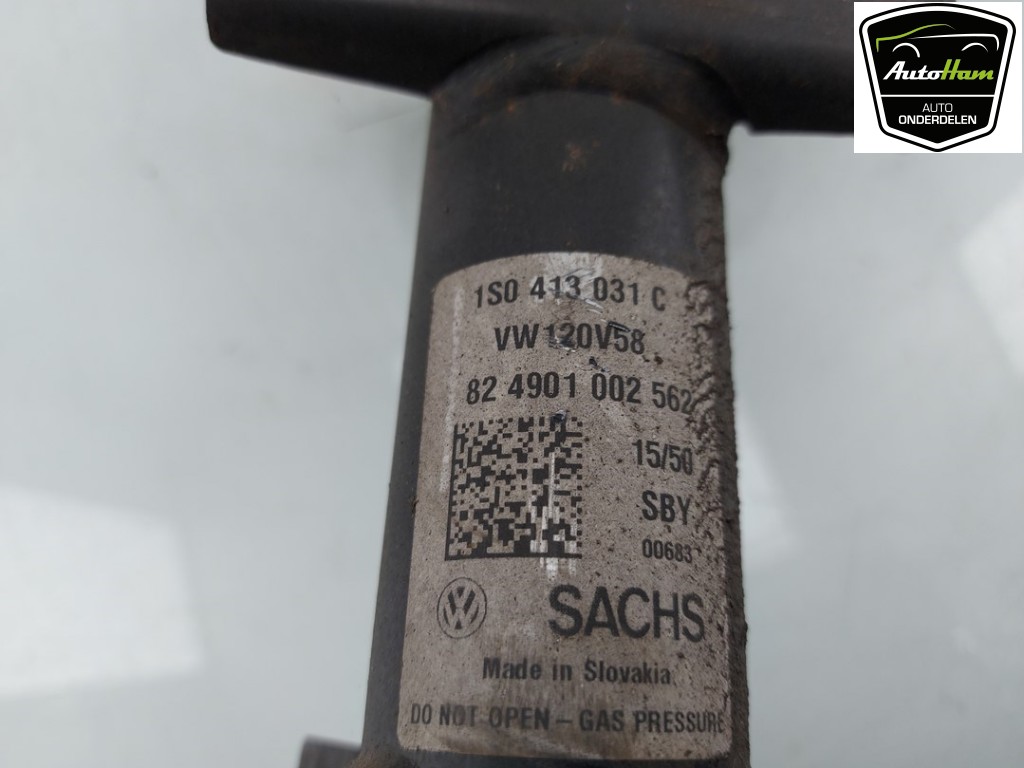 AutoHam
AUTO
ONDERDELEN
1S0 413 031 C
VW120V58
82 4901 002 562
15/50
SBY
00683
SACHS
Made in Slovakia
DO NOT OPEN – GAS PRESSURE